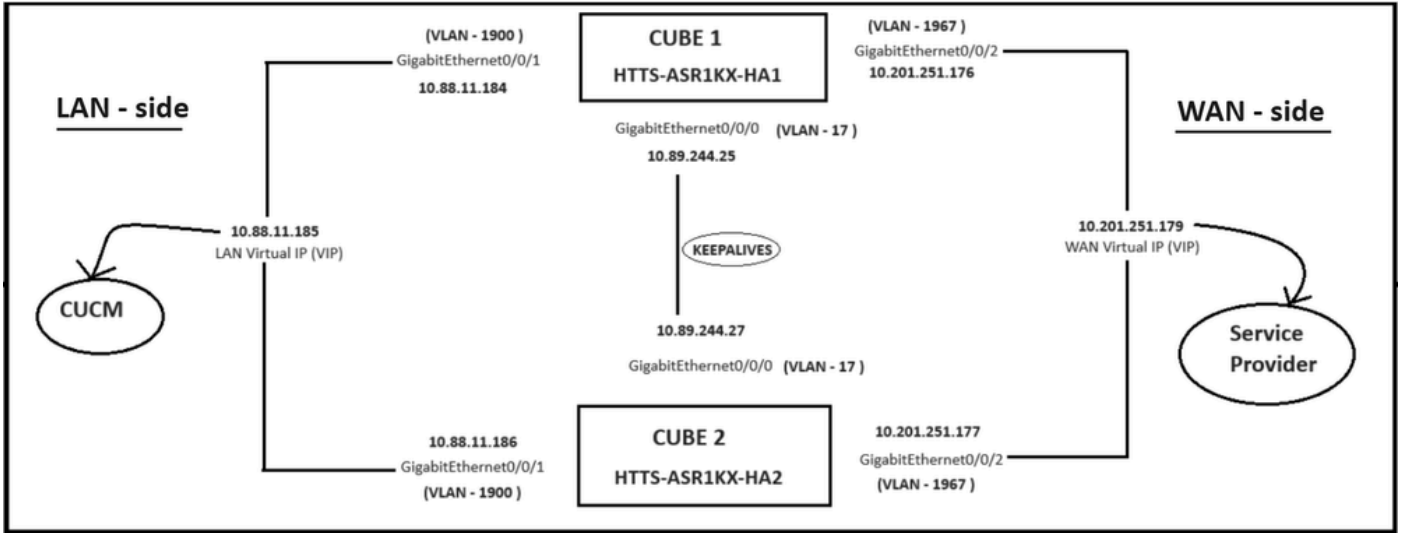 CUBE 1
HTTS-ASR1KX-HA1
(VLAN - 1900 )
GigabitEthernet0/0/1
10.88.11.184
(VLAN - 1967 )
GigabitEthernet0/0/2
10.201.251.176
LAN - side
WAN - side
GigabitEthernet0/0/0 (VLAN - 17 )
10.89.244.25
10.88.11.185
LAN Virtual IP (VIP)
KEEPALIVES
10.201.251.179
WAN Virtual IP (VIP)
CUCM
Service
Provider
10.89.244.27
GigabitEthernet0/0/0 (VLAN - 17 )
10.88.11.186
GigabitEthernet0/0/1
(VLAN - 1900 )
CUBE 2
HTTS-ASR1KX-HA2
10.201.251.177
GigabitEthernet0/0/2
(VLAN - 1967 )